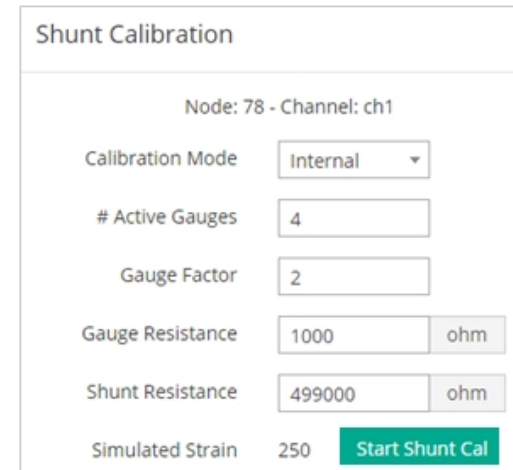 Shunt Calibration
Node: 78 - Channel: ch1
Calibration Mode Internal
# Active Gauges 4
Gauge Factor 2
Gauge Resistance 1000 ohm
Shunt Resistance 499000 ohm
Simulated Strain 250 Start Shunt Cal